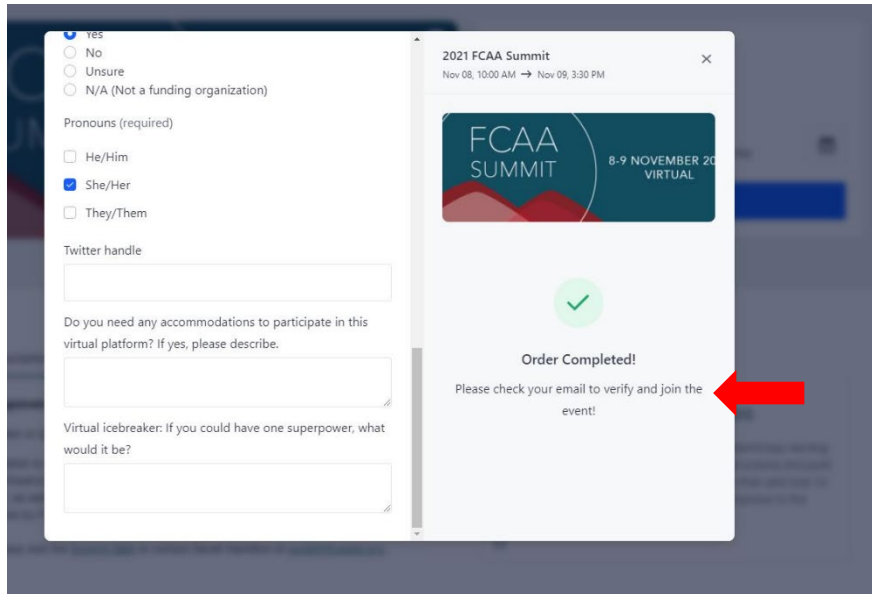 Yes
No
Unsure
N/A (Not a funding organization)
Pronouns (required)
He/Him
She/Her
They/Them
Twitter handle
Do you need any accommodations to participate in this
virtual platform? If yes, please describe.
Virtual icebreaker: If you could have one superpower, what
would it be?
2021 FCAA Summit
Nov 08, 10:00 AM → Nov 09, 3:30 PM
FCAA
SUMMIT
8-9 NOVEMBER 20
VIRTUAL
Order Completed!
Please check your email to verify and join the
event!